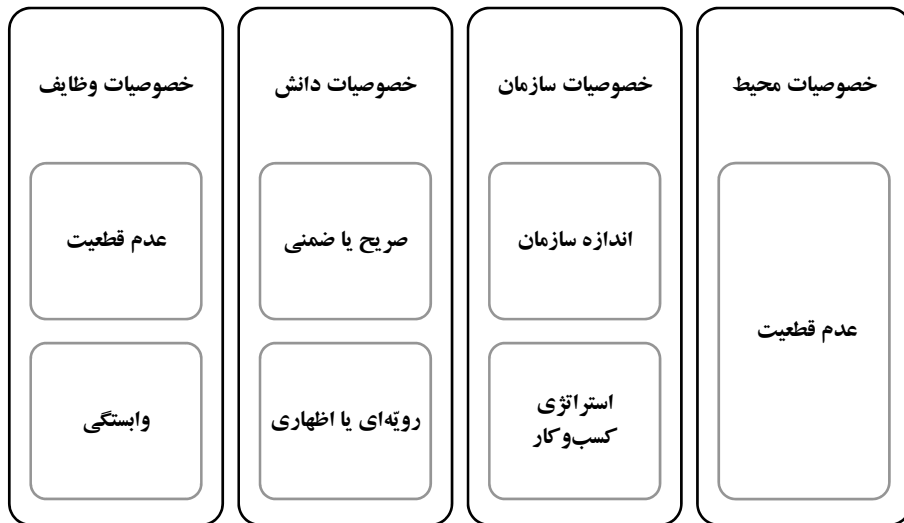 خصوصیات محیط
عدم قطعیت
خصوصیات سازمان
اندازه سازمان
استراتژی
کسب‌وکار
خصوصیات دانش
صریح یا ضمنی
رویّه‌ای یا اظهاری
خصوصیات وظایف
عدم قطعیت
وابستگی